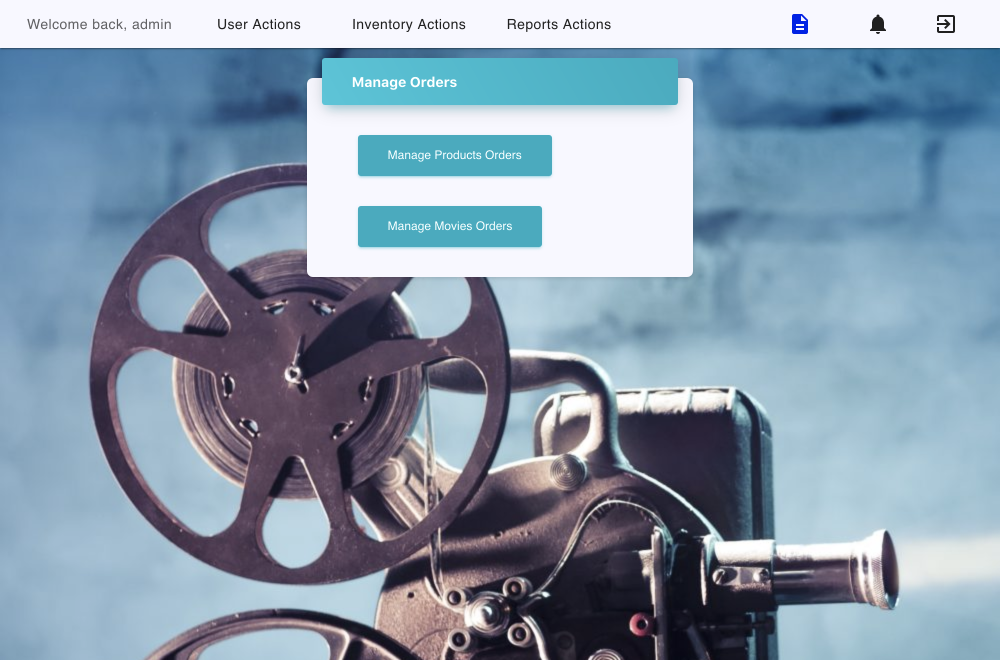 Welcome back, admin
User Actions
Inventory Actions
Reports Actions
Manage Orders
Manage Products Orders
Manage Movies Orders